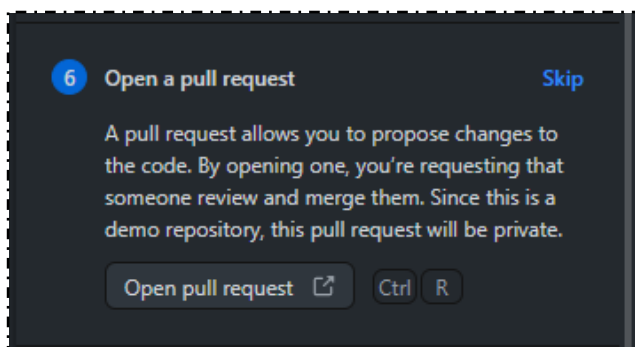 6 Open a pull request Skip
A pull request allows you to propose changes to
the code. By opening one, you’re requesting that
someone review and merge them. Since this is a
demo repository, this pull request will be private.
Open pull request Ctrl R